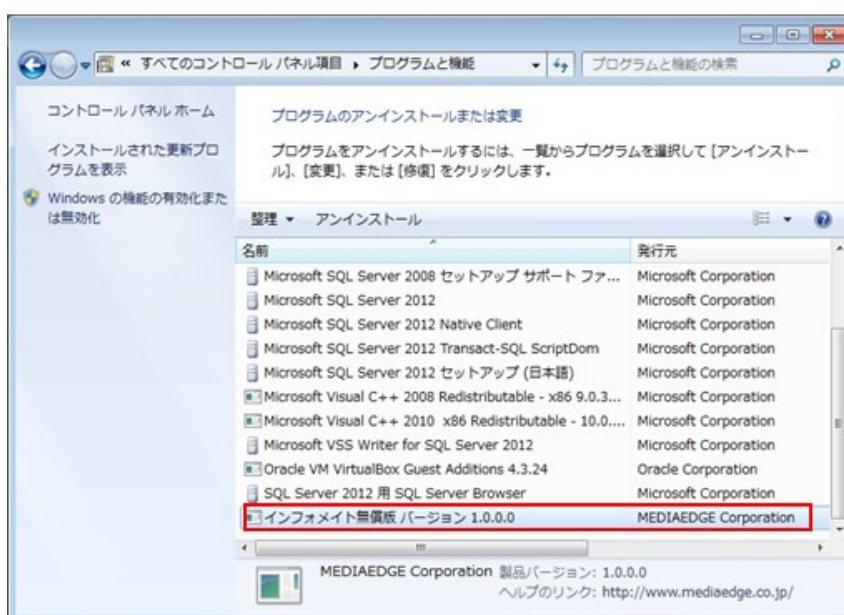 « すべてのコントロール パネル項目 ▸ プログラムと機能
プログラムと機能の検索
コントロール パネル ホーム
インストールされた更新プロ
グラムを表示
Windows の機能の有効化また
は無効化
プログラムのアンインストールまたは変更
プログラムをアンインストールするには、一覧からプログラムを選択して [アンインストー
ル]、[変更]、または [修復] をクリックします。
整理 ▼ アンインストール
名前 発行元
Microsoft SQL Server 2008 セットアップ サポート ファ... Microsoft Corporation
Microsoft SQL Server 2012 Microsoft Corporation
Microsoft SQL Server 2012 Native Client Microsoft Corporation
Microsoft SQL Server 2012 Transact-SQL ScriptDom Microsoft Corporation
Microsoft SQL Server 2012 セットアップ (日本語) Microsoft Corporation
Microsoft Visual C++ 2008 Redistributable - x86 9.0.3... Microsoft Corporation
Microsoft Visual C++ 2010 x86 Redistributable - 10.0.... Microsoft Corporation
Microsoft VSS Writer for SQL Server 2012 Microsoft Corporation
Oracle VM VirtualBox Guest Additions 4.3.24 Oracle Corporation
SQL Server 2012 用 SQL Server Browser Microsoft Corporation
インフォメイト無償版 バージョン 1.0.0.0 MEDIAEDGE Corporation
MEDIAEDGE Corporation 製品バージョン: 1.0.0.0
ヘルプのリンク: http://www.mediaedge.co.jp/